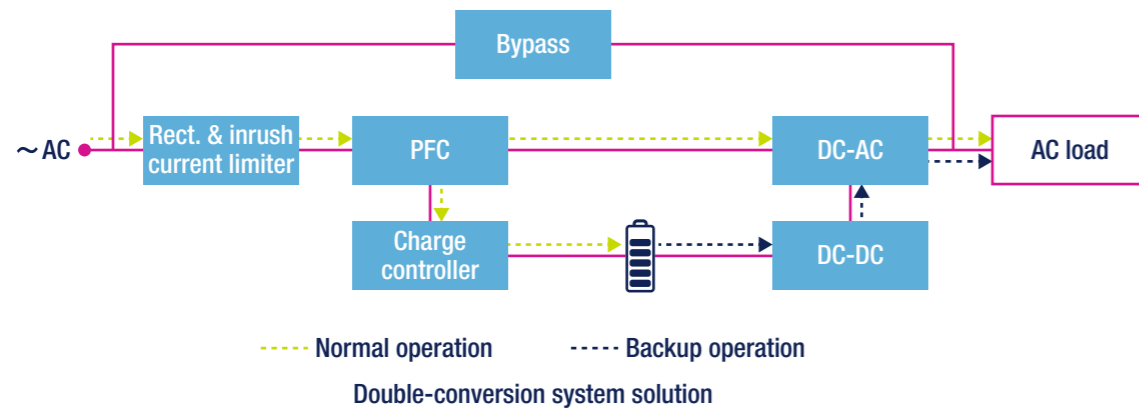 Bypass
~ AC
Rect. & inrush
current limiter
PFC
DC-AC
AC load
Charge
controller
DC-DC
Normal operation
Backup operation
Double-conversion system solution